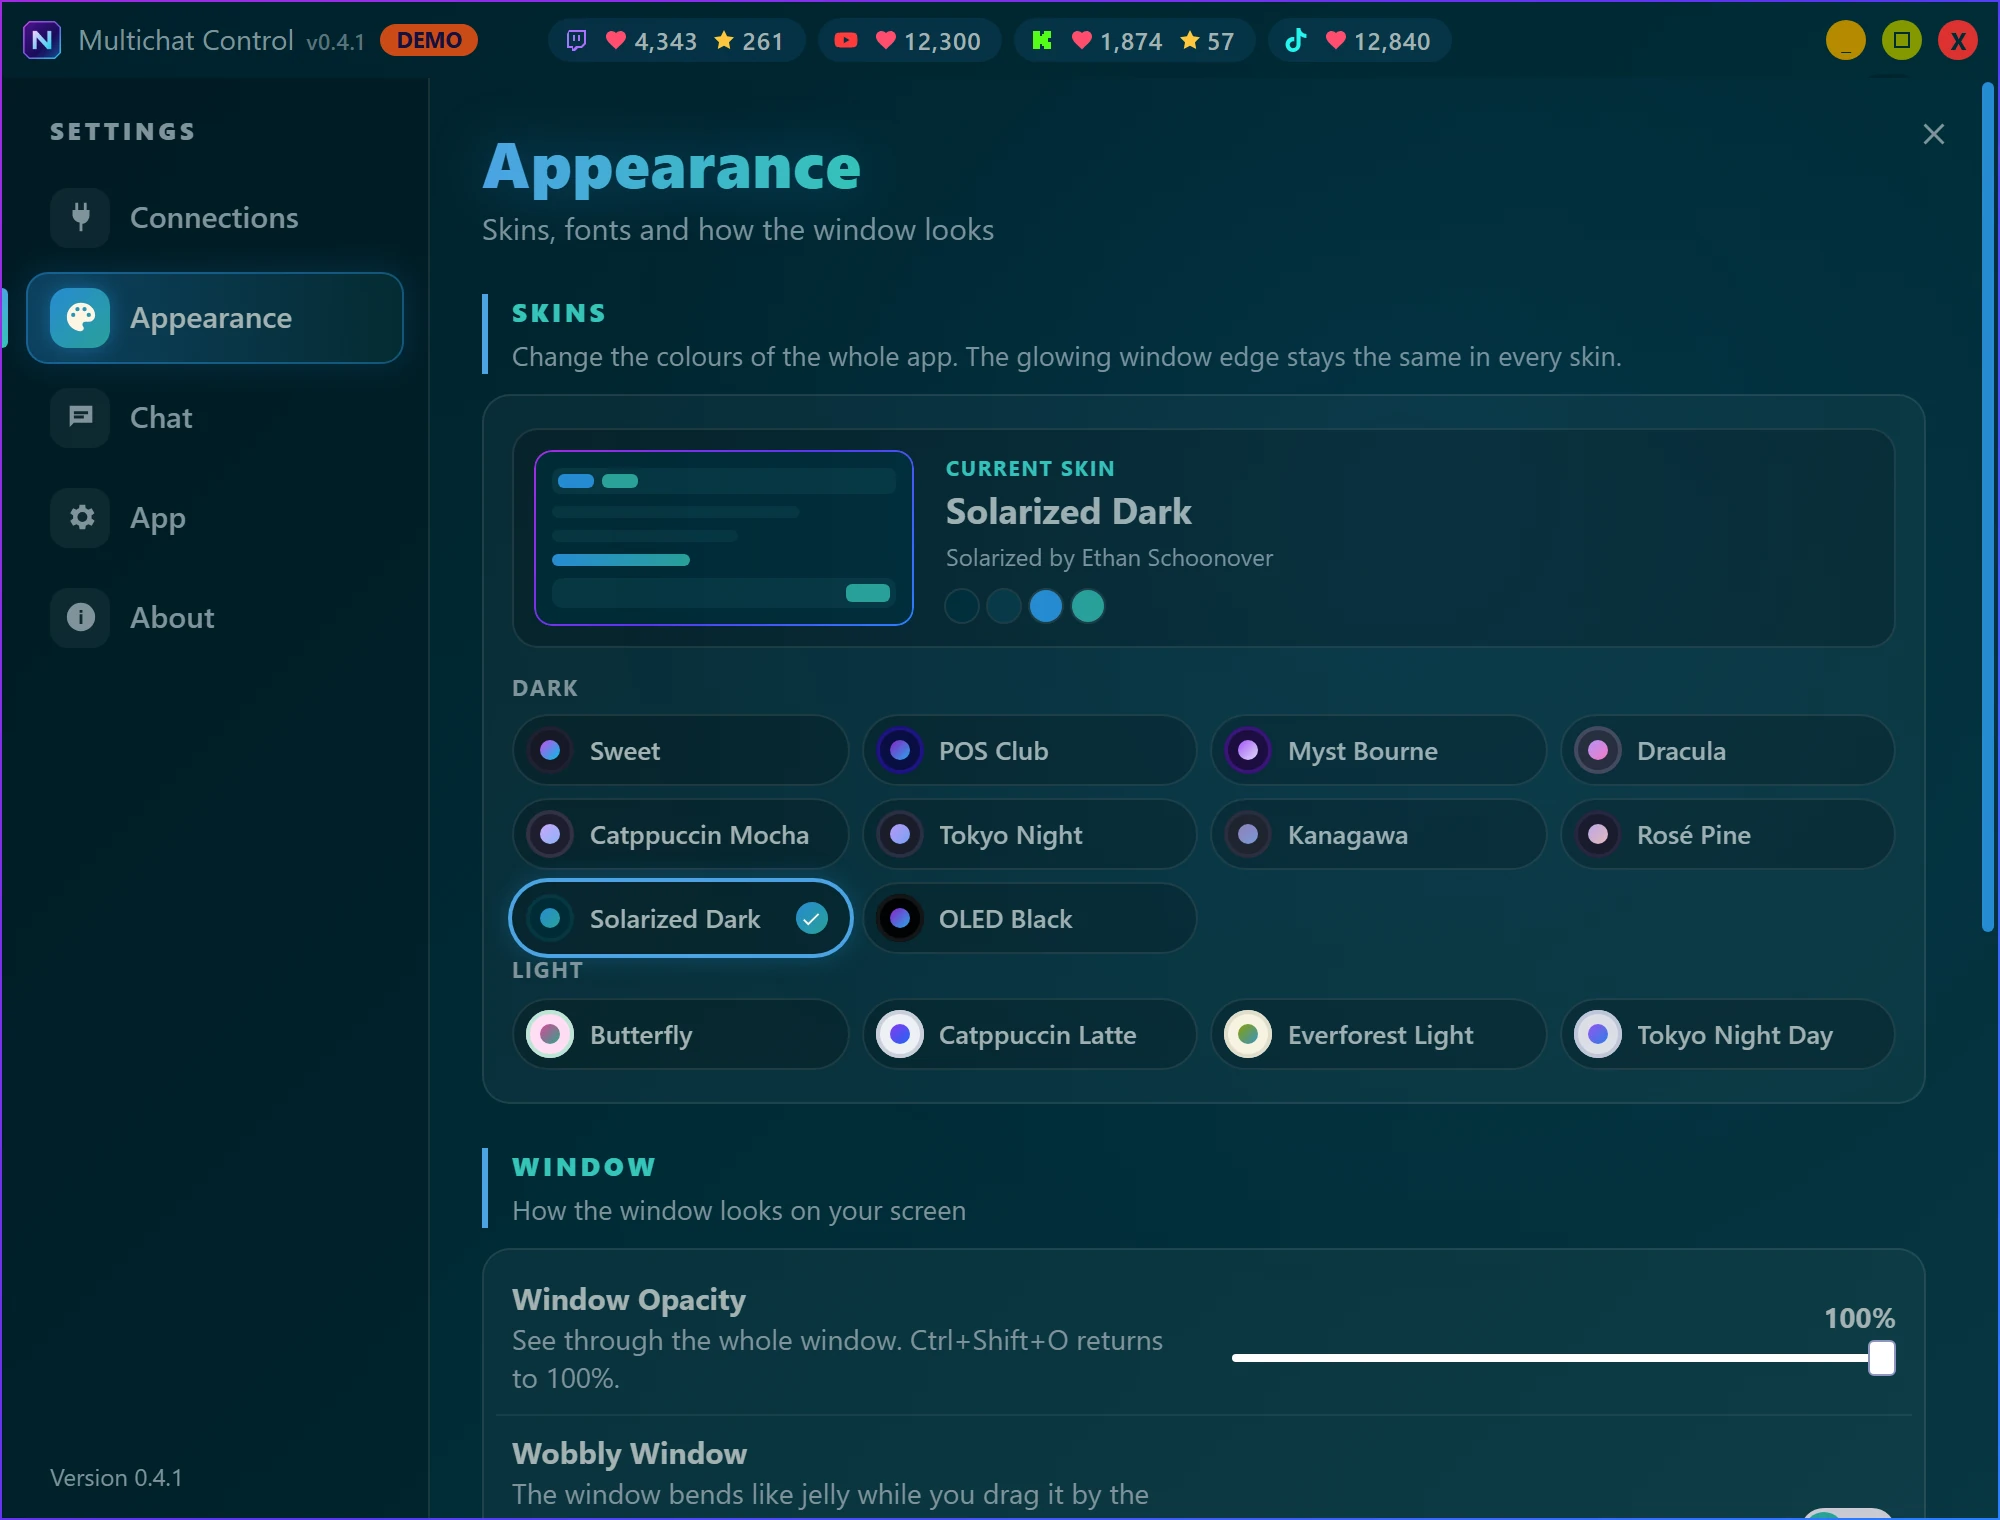 N Multichat Control v0.4.1 DEMO 4,343 261 12,300 1,874 57 12,840 _ X
SETTINGS
Connections
Appearance
Chat
App
About
Version 0.4.1
Appearance
Skins, fonts and how the window looks
SKINS
Change the colours of the whole app. The glowing window edge stays the same in every skin.
CURRENT SKIN
Solarized Dark
Solarized by Ethan Schoonover
DARK
Sweet POS Club Myst Bourne Dracula
Catppuccin Mocha Tokyo Night Kanagawa Rosé Pine
Solarized Dark OLED Black
LIGHT
Butterfly Catppuccin Latte Everforest Light Tokyo Night Day
WINDOW
How the window looks on your screen
Window Opacity
See through the whole window. Ctrl+Shift+O returns
to 100%.
100%
Wobbly Window
The window bends like jelly while you drag it by the